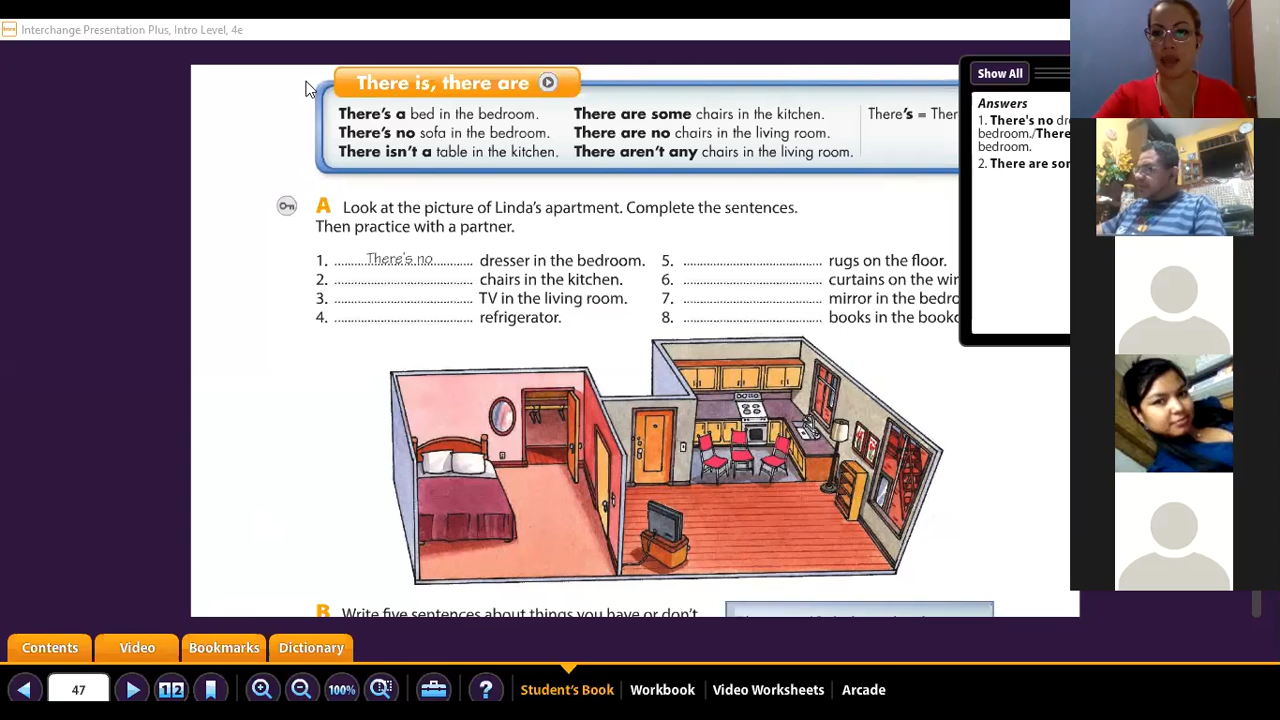 Interchange Presentation Plus, Intro Level, 4e
There is, there are
There's a bed in the bedroom.
There's no sofa in the bedroom.
There isn't a table in the kitchen.
There are some chairs in the kitchen.
There are no chairs in the living room.
There aren't any chairs in the living room.
There's = Ther
Show All
Answers
1. There's no dre
bedroom./There
bedroom.
2. There are som
A Look at the picture of Linda's apartment. Complete the sentences.
Then practice with a partner.
1. There's no dresser in the bedroom.
2. chairs in the kitchen.
3. TV in the living room.
4. refrigerator.
5. rugs on the floor.
6. curtains on the win
7. mirror in the bedro
8. books in the bookc
B Write five sentences about things you have or don't
Contents
Video
Bookmarks
Dictionary
47
12
100%
?
Student's Book
Workbook
Video Worksheets
Arcade